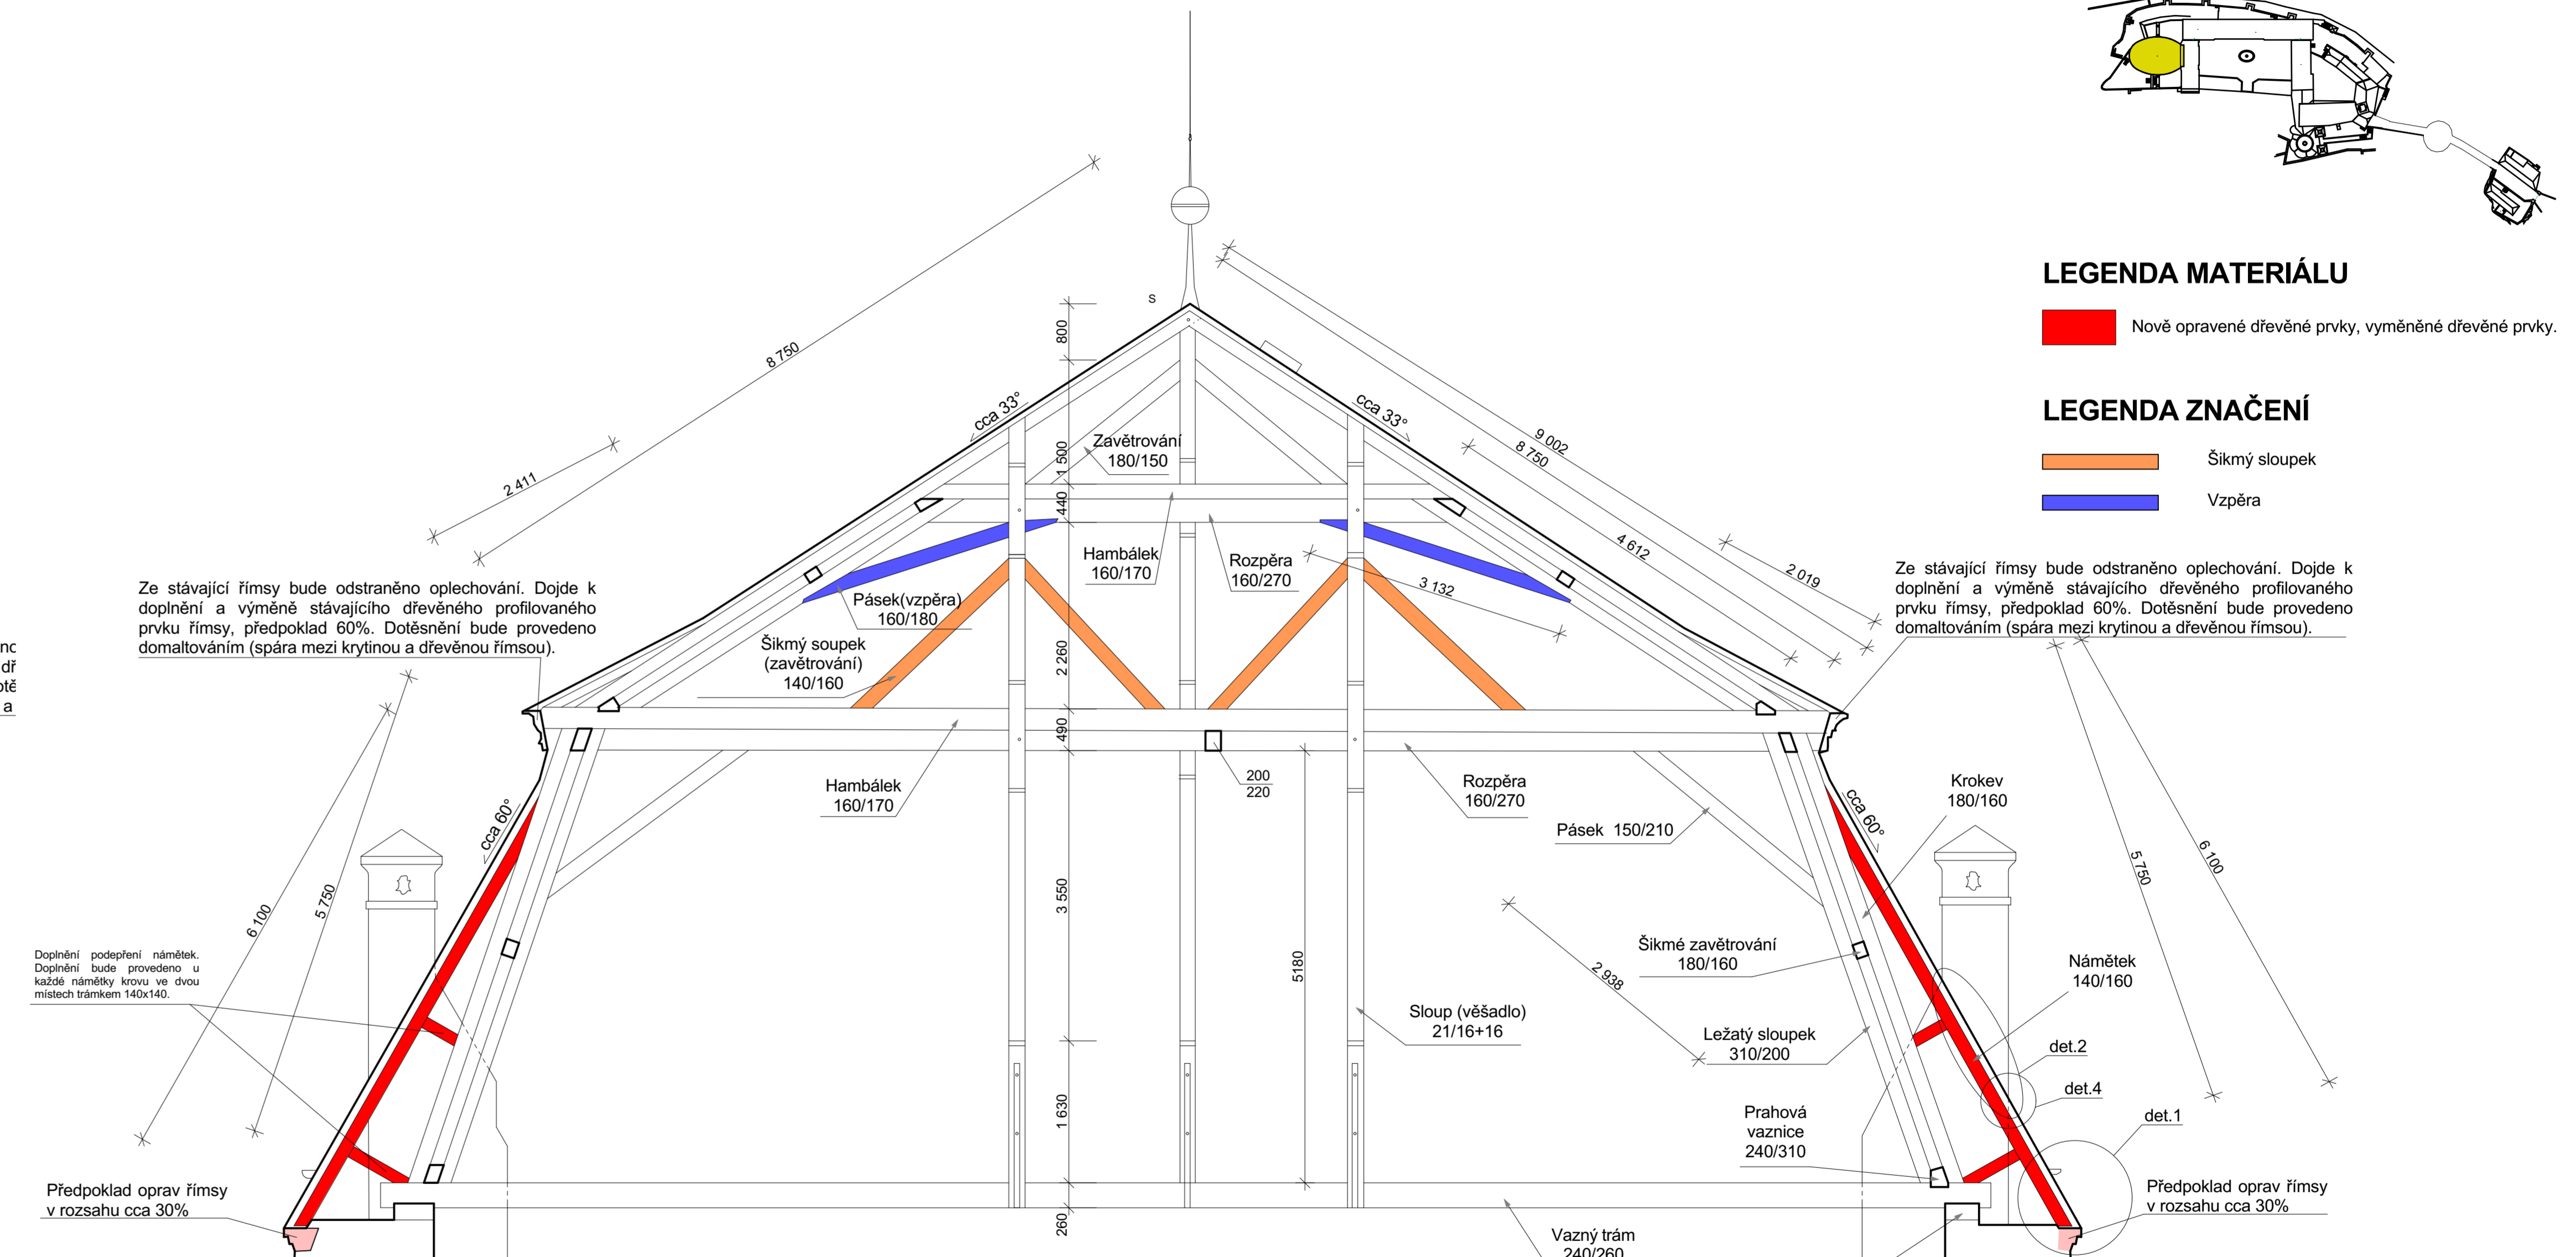 LEGENDA MATERIÁLU
Nově opravené dřevěné prvky, vyměněné dřevěné prvky.
LEGENDA ZNAČENÍ
Šikmý sloupek
Vzpěra
8 750
2 411
S
800
cca 33°
cca 33°
Zavětrování
180/150
1 500
440
9 002
8 750
4 612
2 019
3 132
Hambálek
160/170
Rozpěra
160/270
Pásek(vzpěra)
160/180
Šikmý soupek
(zavětrování)
140/160
2 260
Ze stávající římsy bude odstraněno oplechování. Dojde k
doplnění a výměně stávajícího dřevěného profilovaného
prvku římsy, předpoklad 60%. Dotěsnění bude provedeno
domaltováním (spára mezi krytinou a dřevěnou římsou).
Ze stávající římsy bude odstraněno oplechování. Dojde k
doplnění a výměně stávajícího dřevěného profilovaného
prvku římsy, předpoklad 60%. Dotěsnění bude provedeno
domaltováním (spára mezi krytinou a dřevěnou římsou).
no
dř
otě
a
490
Hambálek
160/170
200
220
Rozpěra
160/270
Pásek 150/210
Krokev
180/160
cca 60°
cca 60°
6 100
5 750
5 750
6 100
3 550
5180
2 938
Šikmé zavětrování
180/160
Námětek
140/160
Doplnění podepření námětek.
Doplnění bude provedeno u
každé námětky krovu ve dvou
místech trámkem 140x140.
Sloup (věšadlo)
21/16+16
Ležatý sloupek
310/200
det.2
det.4
det.1
1 630
Prahová
vaznice
240/310
Předpoklad oprav římsy
v rozsahu cca 30%
Předpoklad oprav římsy
v rozsahu cca 30%
260
Vazný trám
240/260